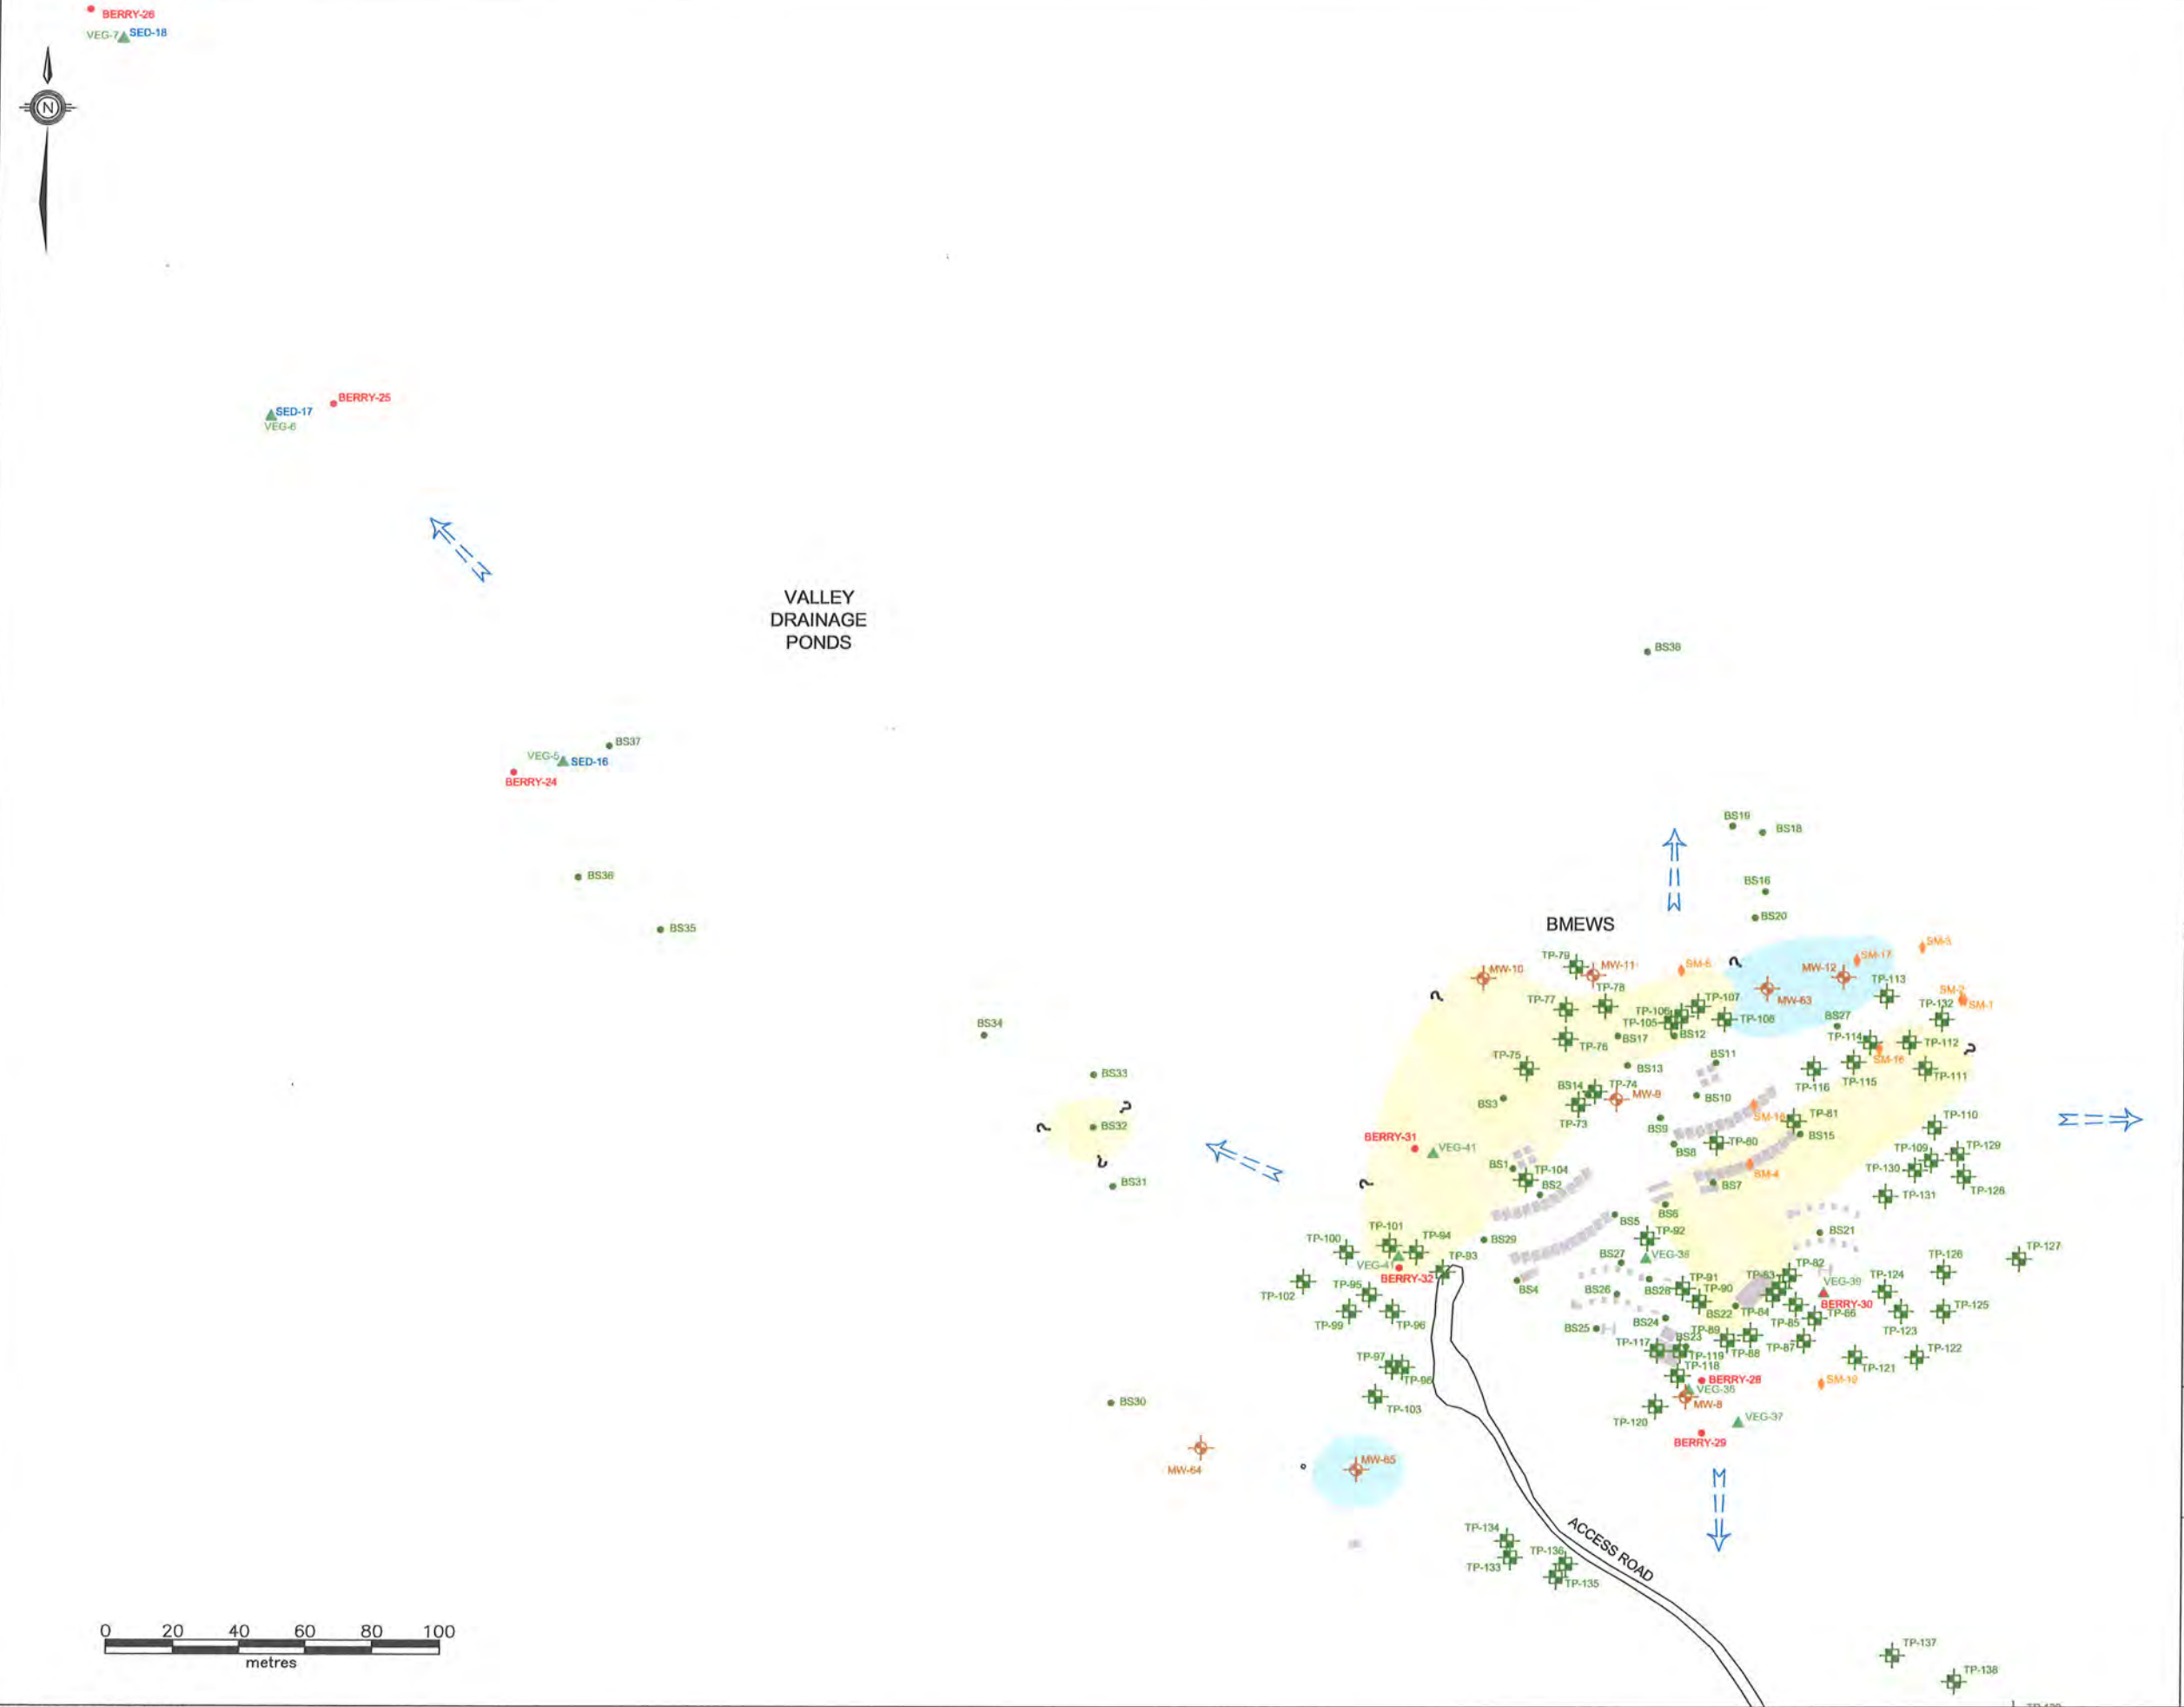 BERRY-26
VEG-7 SED-18
N
BERRY-25
SED-17
VEG-6
VALLEY
DRAINAGE
PONDS
BS38
BS37
VEG-5 SED-16
BERRY-24
BS19
BS18
BS36
BS16
BS20
BS35
BMEWS
SM-3
TP-79
MW-11
SM-5
SM-17
MW-10
MW-12
TP-113
TP-78
SM-2
TP-77
TP-107
MW-63
TP-132
SM-1
TP-106
TP-108
BS34
TP-105
BS27
BS17
BS12
TP-114
TP-112
TP-76
TP-75
BS11
SM-16
BS33
BS13
TP-116
TP-115
TP-111
BS14
TP-74
MW-9
BS10
BS3
?
BS32
?
TP-73
BS9
TP-81
TP-110
BERRY-31
VEG-41
BS8
TP-80
BS15
TP-109
TP-129
BS1
TP-104
SM-4
TP-130
BS31
BS2
BS7
TP-128
TP-131
BS6
BS5
TP-101
TP-94
TP-92
BS21
TP-100
BS29
TP-93
VEG-38
TP-127
VEG-41
BS27
TP-82
TP-126
BERRY-32
TP-83
TP-102
TP-95
BS4
BS26
BS28
TP-91
TP-90
VEG-39
TP-124
BERRY-30
TP-99
TP-96
BS22
TP-84
TP-86
TP-125
BS24
TP-85
TP-123
BS25
TP-89
TP-117
BS23
TP-119
TP-88
TP-87
TP-122
TP-97
TP-118
TP-121
BERRY-28
SM-19
VEG-36
BS30
TP-103
MW-8
TP-120
VEG-37
BERRY-29
MW-64
MW-65
TP-134
ACCESS ROAD
TP-136
TP-133
TP-135
0 20 40 60 80 100
metres
TP-137
TP-138